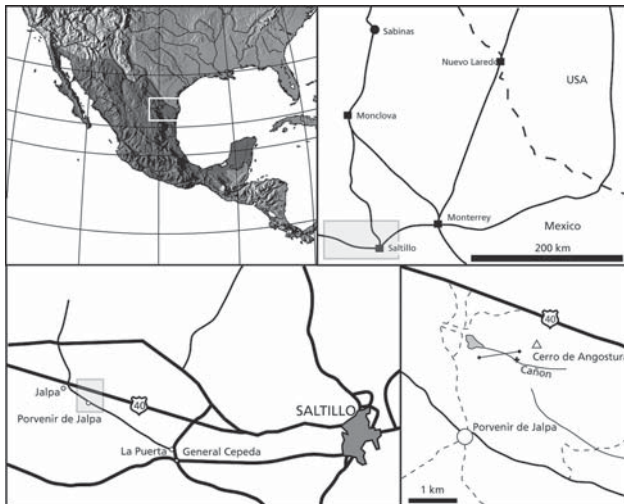 Sabinas
Nuevo Laredo
USA
Monclova
Monterrey
Mexico
Saltillo
200 km
Jalpa
40
Porvenir de Jalpa
SALTILLO
La Puerta
General Cepeda
40
Cerro de Angostura
Cañon
Porvenir de Jalpa
1 km